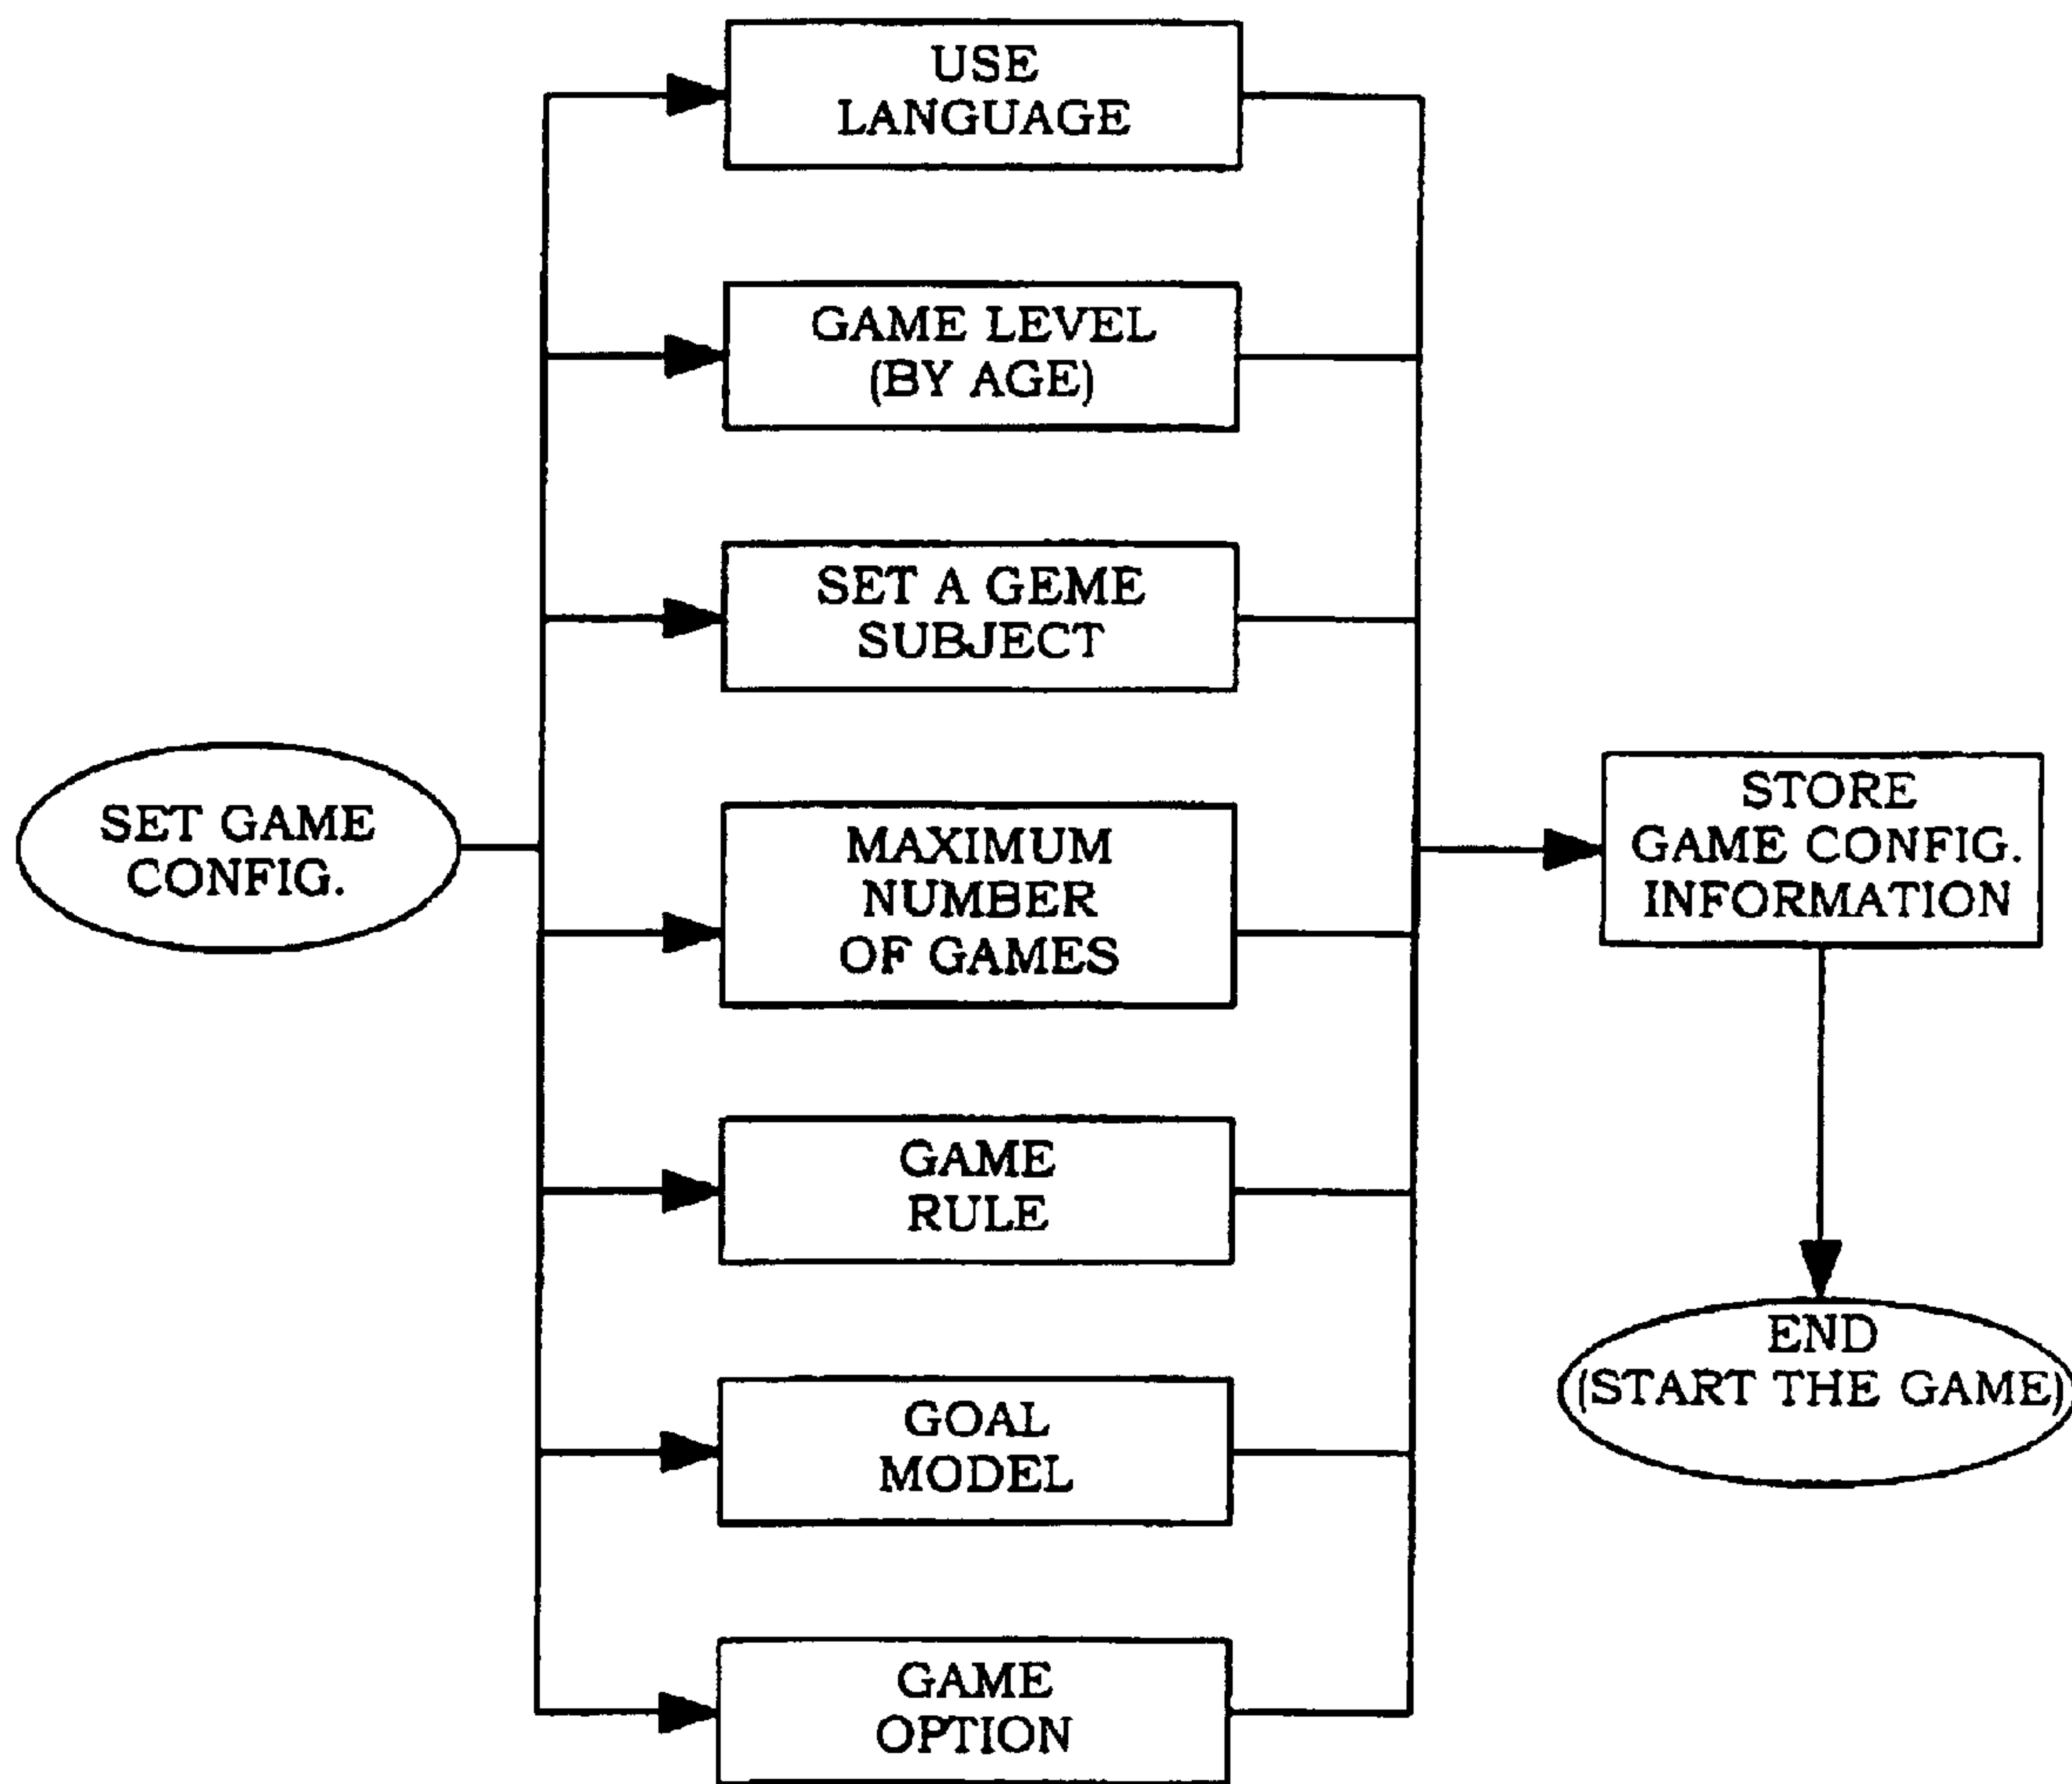 USE
LANGUAGE
GAME LEVEL
(BY AGE)
SET A GEME
SUBJECT
SET GAME
CONFIG.
MAXIMUM
NUMBER
OF GAMES
STORE
GAME CONFIG.
INFORMATION
GAME
RULE
GOAL
MODEL
END
(START THE GAME)
GAME
OPTION